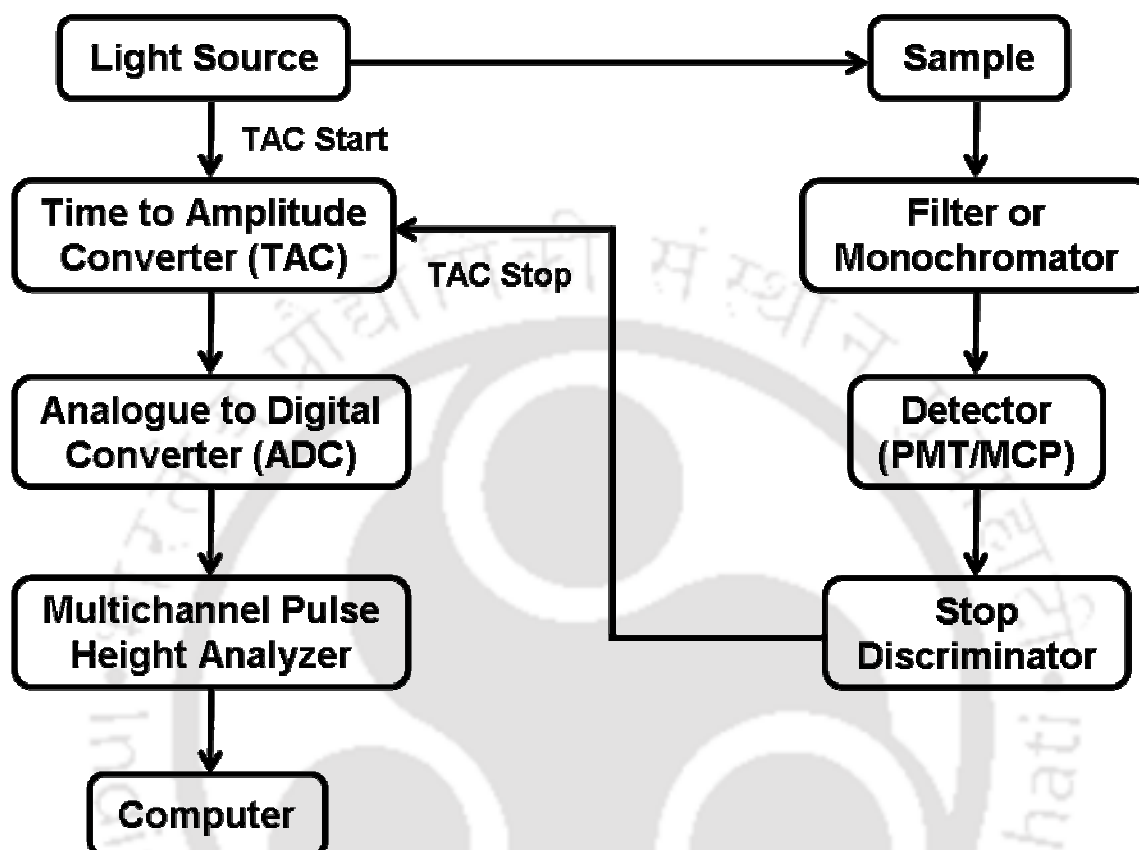 Light Source
Sample
TAC Start
Time to Amplitude
Converter (TAC)
Filter or
Monochromator
TAC Stop
Analogue to Digital
Converter (ADC)
Detector
(PMT/MCP)
Multichannel Pulse
Height Analyzer
Stop
Discriminator
Computer